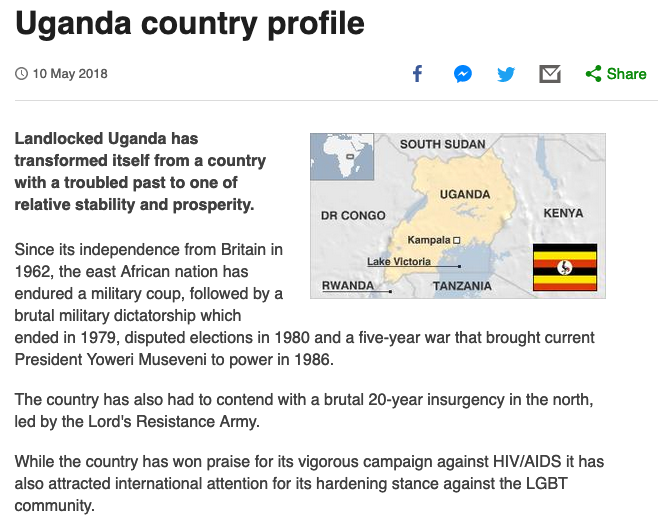 Uganda country profile
10 May 2018
Share
Landlocked Uganda has
transformed itself from a country
with a troubled past to one of
relative stability and prosperity.
SOUTH SUDAN
UGANDA
DR CONGO
KENYA
Kampala
Lake Victoria
RWANDA
TANZANIA
Since its independence from Britain in
1962, the east African nation has
endured a military coup, followed by a
brutal military dictatorship which
ended in 1979, disputed elections in 1980 and a five-year war that brought current
President Yoweri Museveni to power in 1986.
The country has also had to contend with a brutal 20-year insurgency in the north,
led by the Lord's Resistance Army.
While the country has won praise for its vigorous campaign against HIV/AIDS it has
also attracted international attention for its hardening stance against the LGBT
community.